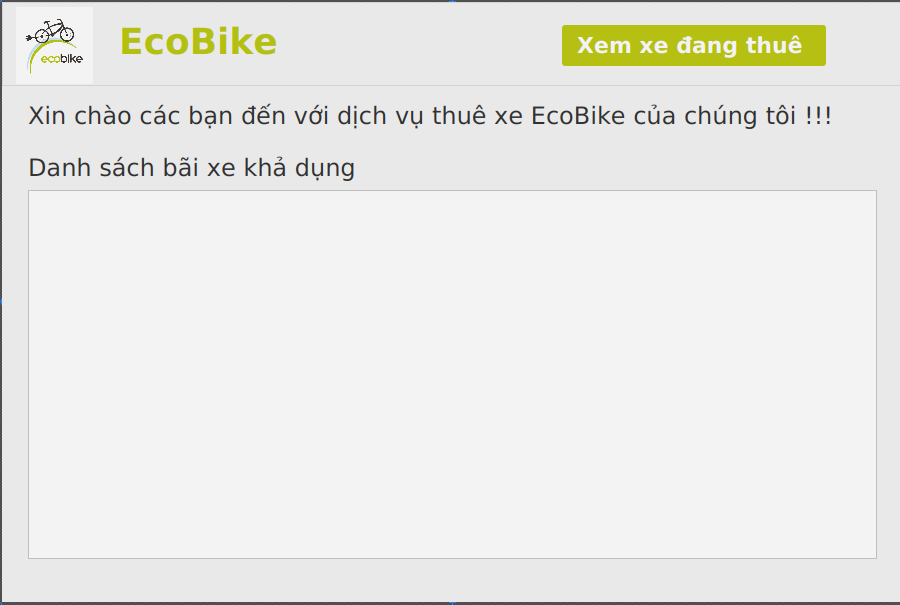 ecobike
EcoBike
Xem xe đang thuê
Xin chào các bạn đến với dịch vụ thuê xe EcoBike của chúng tôi !!!
Danh sách bãi xe khả dụng